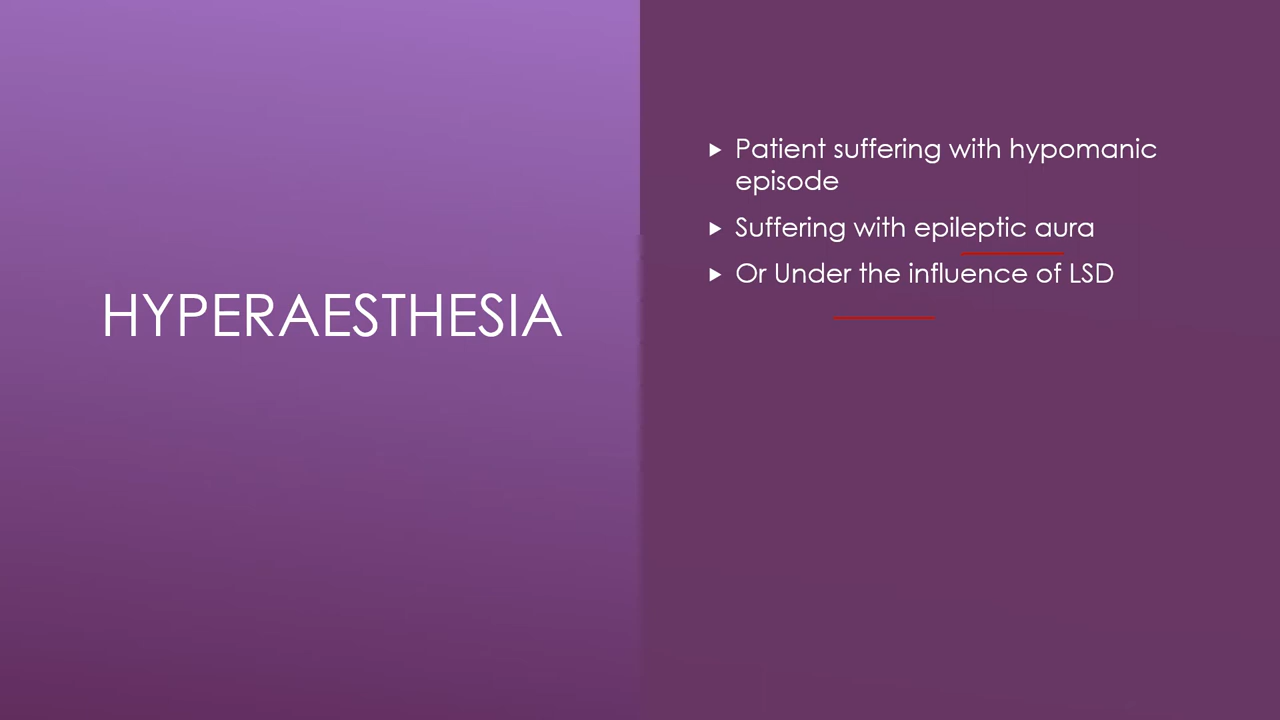 HYPERAESTHESIA
Patient suffering with hypomanic
episode
Suffering with epileptic aura
Or Under the influence of LSD